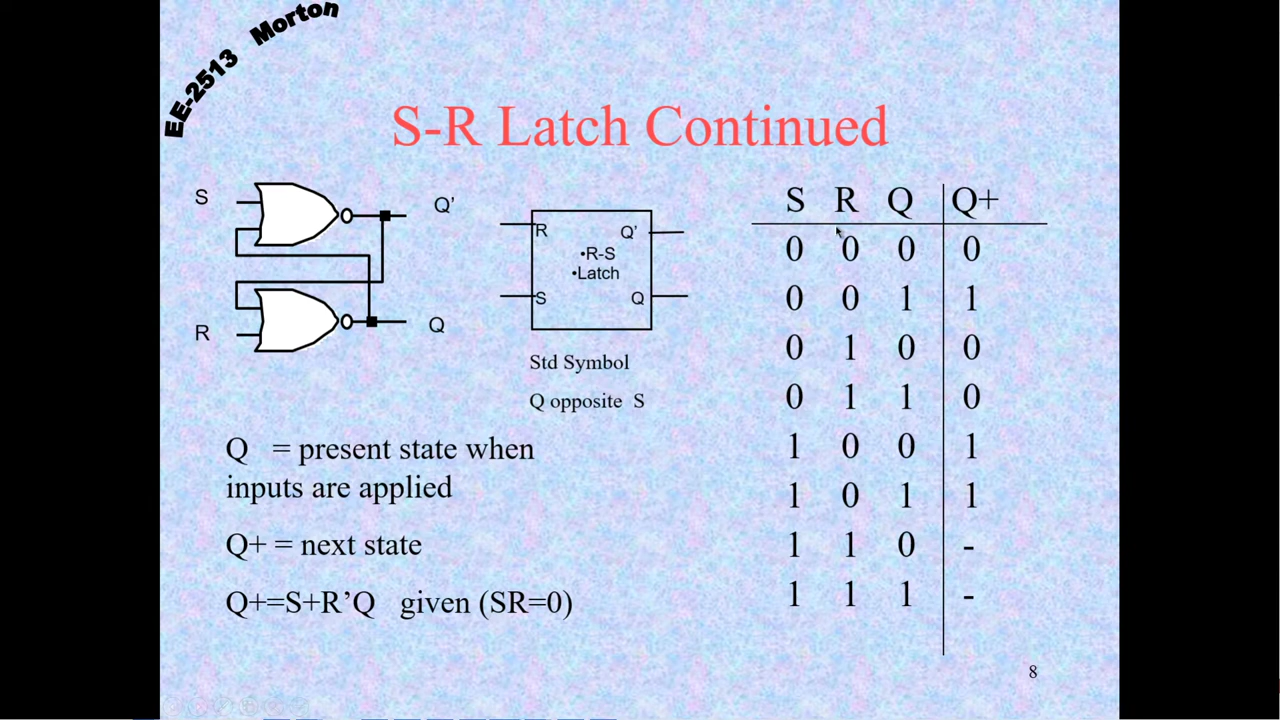 EE-2513 Morton
S-R Latch Continued
S
Q'
R
Q
R
Q'
•R-S
•Latch
S
Q
Std Symbol
Q opposite S
Q = present state when
inputs are applied
Q+ = next state
Q+=S+R’Q given (SR=0)
S R Q Q+
0 0 0 0
0 0 1 1
0 1 0 0
0 1 1 0
1 0 0 1
1 0 1 1
1 1 0 -
1 1 1 -
8